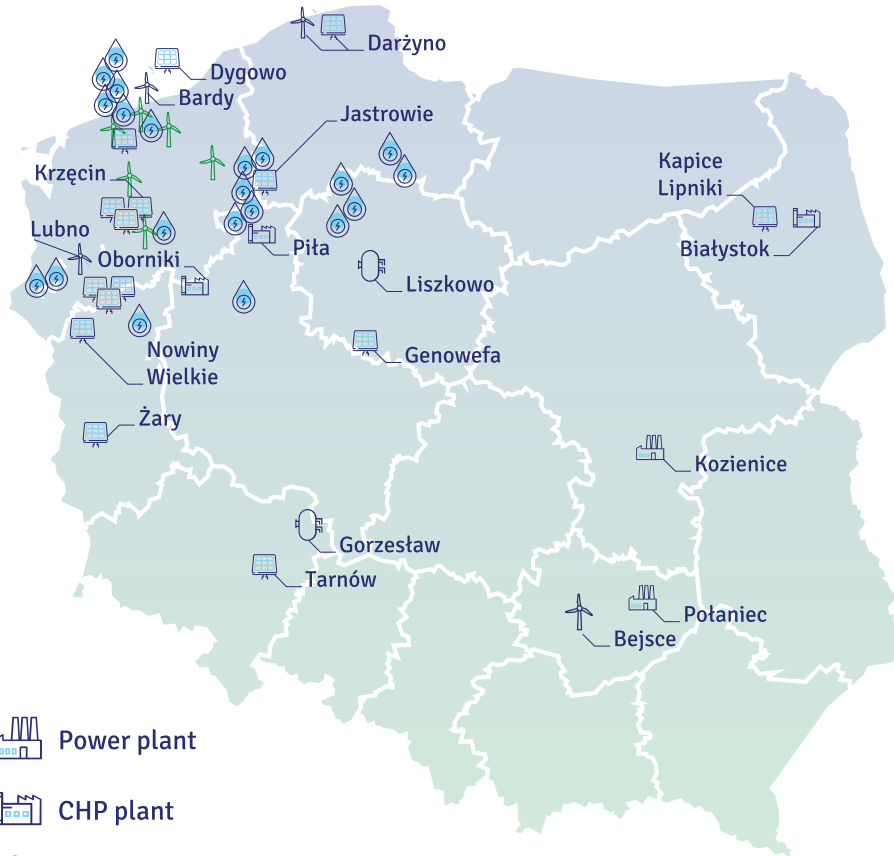 Darżyno
Dygowo
Bardy
Jastrowie
Kapice
Lipniki
Krzęcin
Lubno
Białystok
Oborniki
Piła
Liszkowo
Nowiny
Wielkie
Genowefa
Żary
Kozienice
Gorzesław
Tarnów
Połaniec
Bejsce
Power plant
CHP plant